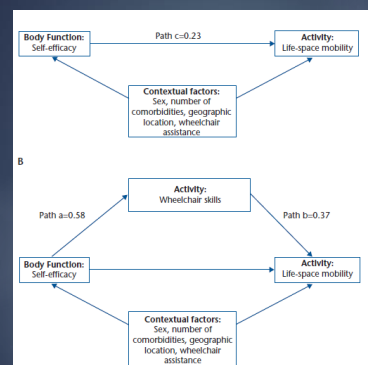 Path c=0.23
Body Function:
Self-efficacy
Activity:
Life-space mobility
Contextual factors:
Sex, number of
comorbidities, geographic
location, wheelchair
assistance
B
Activity:
Wheelchair skills
Path a=0.58
Path b=0.37
Body Function:
Self-efficacy
Activity:
Life-space mobility
Contextual factors:
Sex, number of
comorbidities, geographic
location, wheelchair
assistance